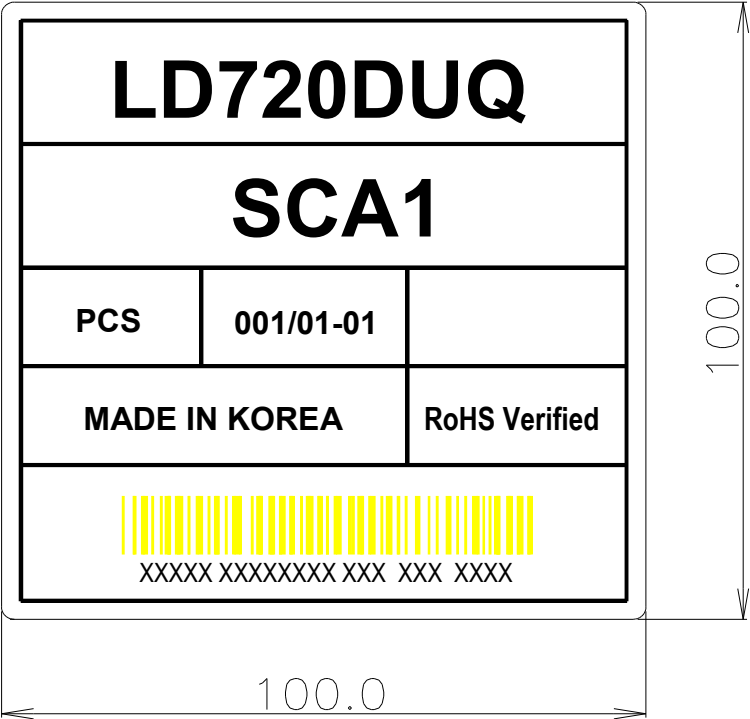 LD720DUQ
SCA1
PCS 001/01-01
MADE IN KOREA RoHS Verified
XXXXX XXXXXXXX XXX XXX XXXX
100.0
100.0